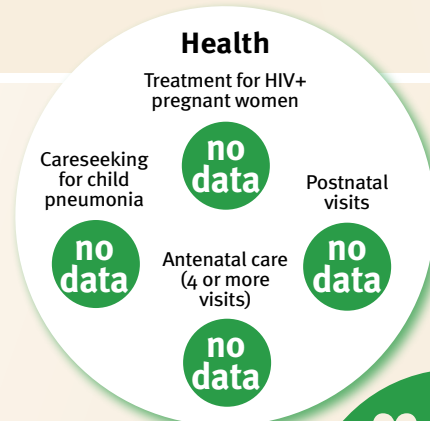 Health
Treatment for HIV+
pregnant women
no
data
Careseeking
for child
pneumonia
no
data
Postnatal
visits
no
data
Antenatal care
(4 or more
visits)
no
data